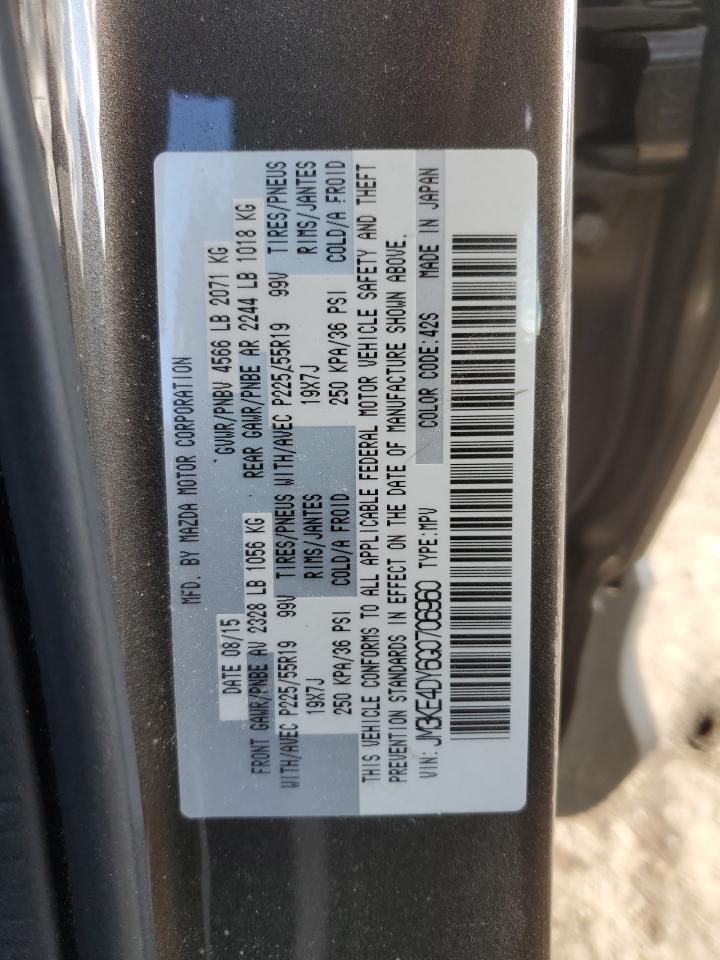 MFD. BY MAZDA MOTOR CORPORATION
DATE 08/15 GVWR/PNBV 4566 LB 2071 KG
FRONT GAWR/PNBE AV 2328 LB 1056 KG REAR GAWR/PNBE AR 2244 LB 1018 KG
WITH/AVEC P225/55R19 99V TIRES/PNEUS WITH/AVEC P225/55R19 99V TIRES/PNEUS
19X7J RIMS/JANTES 19X7J RIMS/JANTES
250 KPA/36 PSI COLD/A FROID 250 KPA/36 PSI COLD/A FROID
THIS VEHICLE CONFORMS TO ALL APPLICABLE FEDERAL MOTOR VEHICLE SAFETY AND THEFT
PREVENTION STANDARDS IN EFFECT ON THE DATE OF MANUFACTURE SHOWN ABOVE.
VIN: JM3KE4DY6G0706960 TYPE:MPV COLOR CODE:42S MADE IN JAPAN